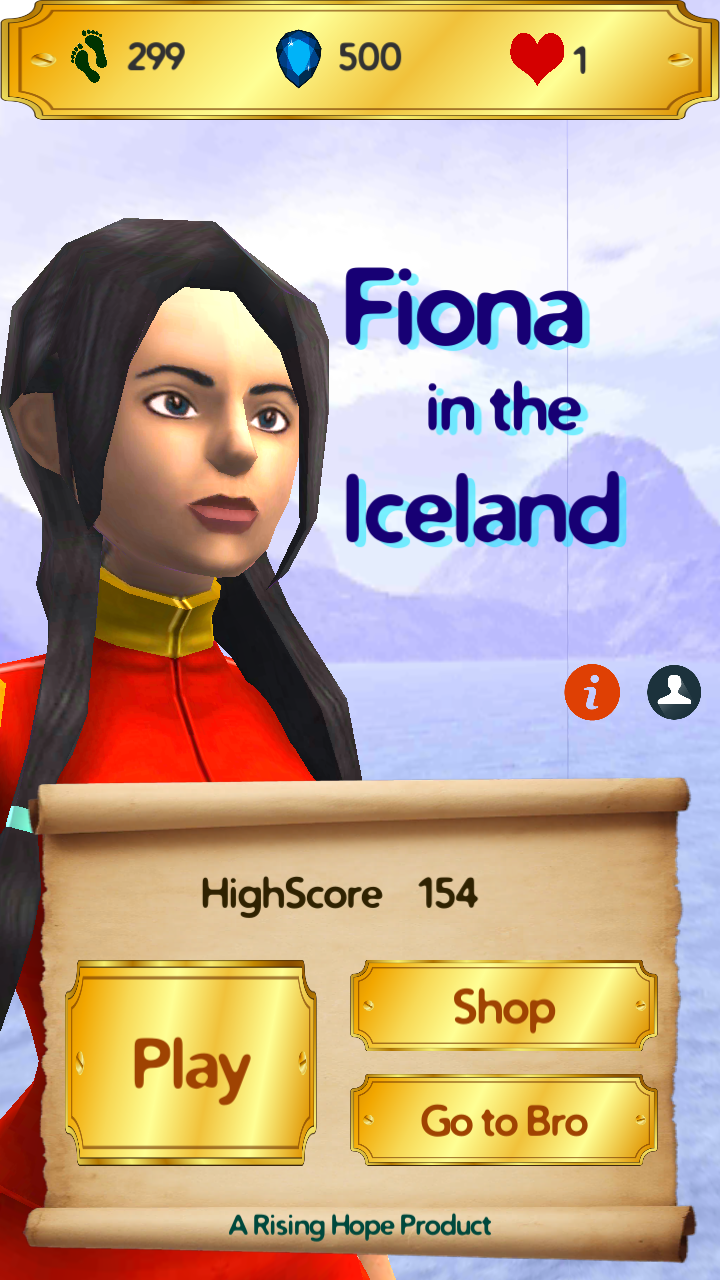 299 500 1
Fiona
in the
Iceland
HighScore 154
Play
Shop
Go to Bro
A Rising Hope Product